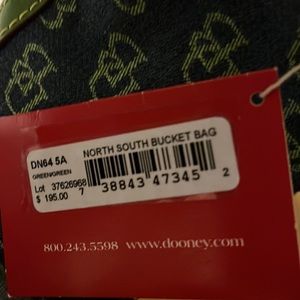 DN64 5A NORTH SOUTH BUCKET BAG
GREEN/GREEN
Lot 37626968
$ 195.00 7 38843 47345 2
800.243.5598 www.dooney.com